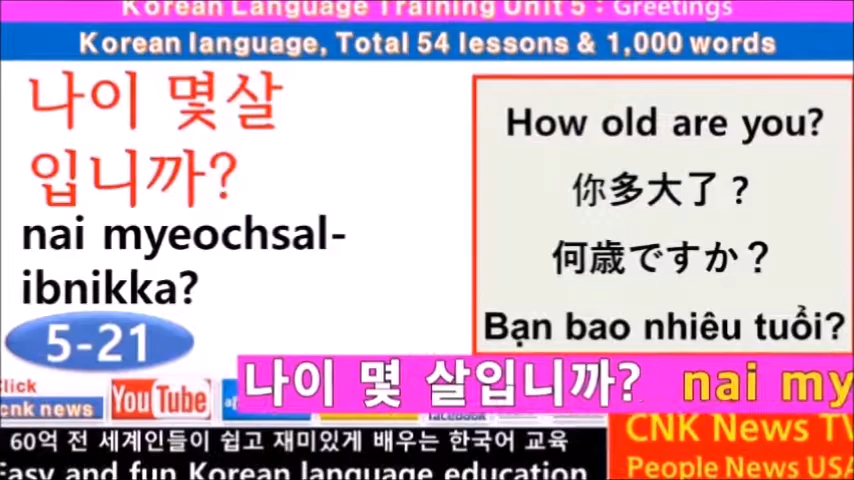 Korean Language Training Unit 5 : Greetings
Korean language, Total 54 lessons & 1,000 words
나이 몇살
입니까?
nai myeochsal-
ibnikka?
5-21
How old are you?
你多大了？
何歳ですか？
Bạn bao nhiêu tuổi?
나이 몇 살입니까? nai my
Click
cnk news
YouTube
facebook
60억 전 세계인들이 쉽고 재미있게 배우는 한국어 교육
Easy and fun Korean language education
CNK News TV
People News USA